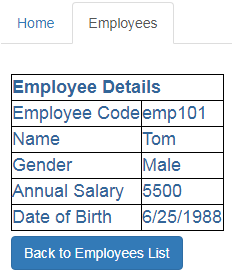 Home Employees
Employee Details
Employee Code emp101
Name Tom
Gender Male
Annual Salary 5500
Date of Birth 6/25/1988
Back to Employees List